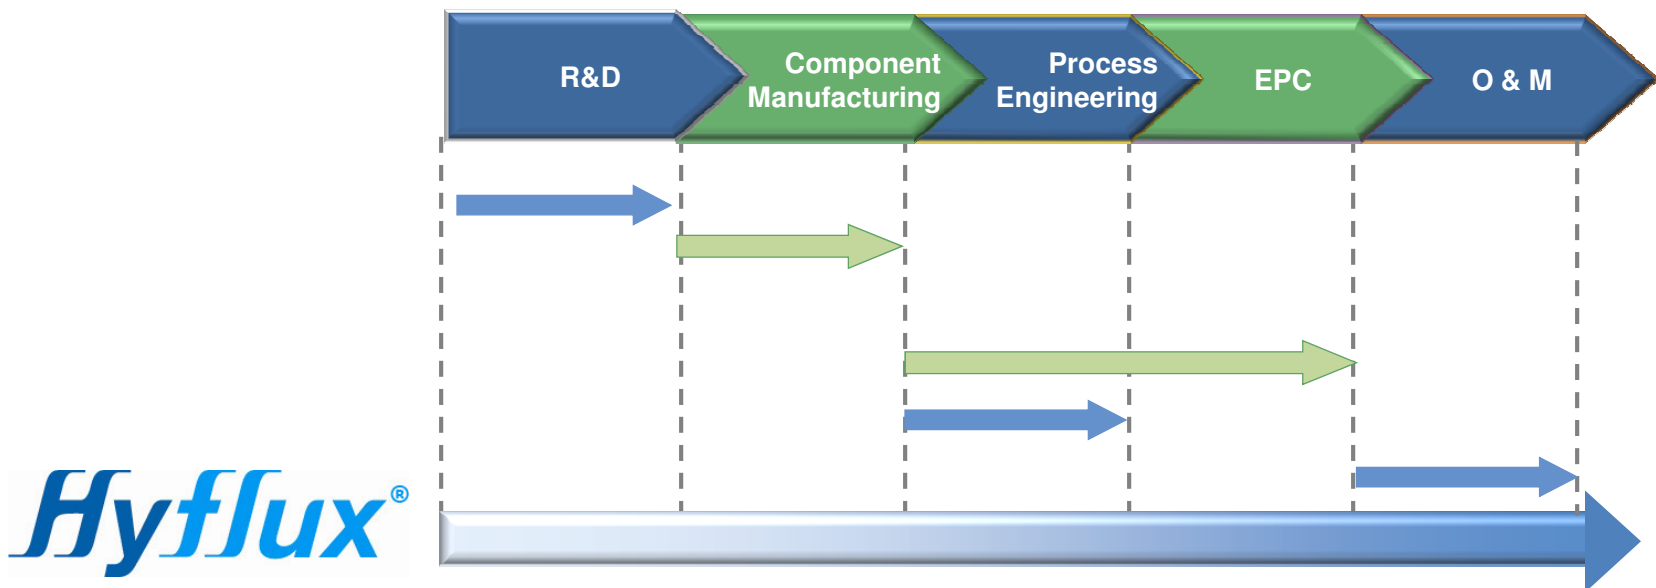 R&D
Component
Manufacturing
Process
Engineering
EPC
O & M
Hyflux®